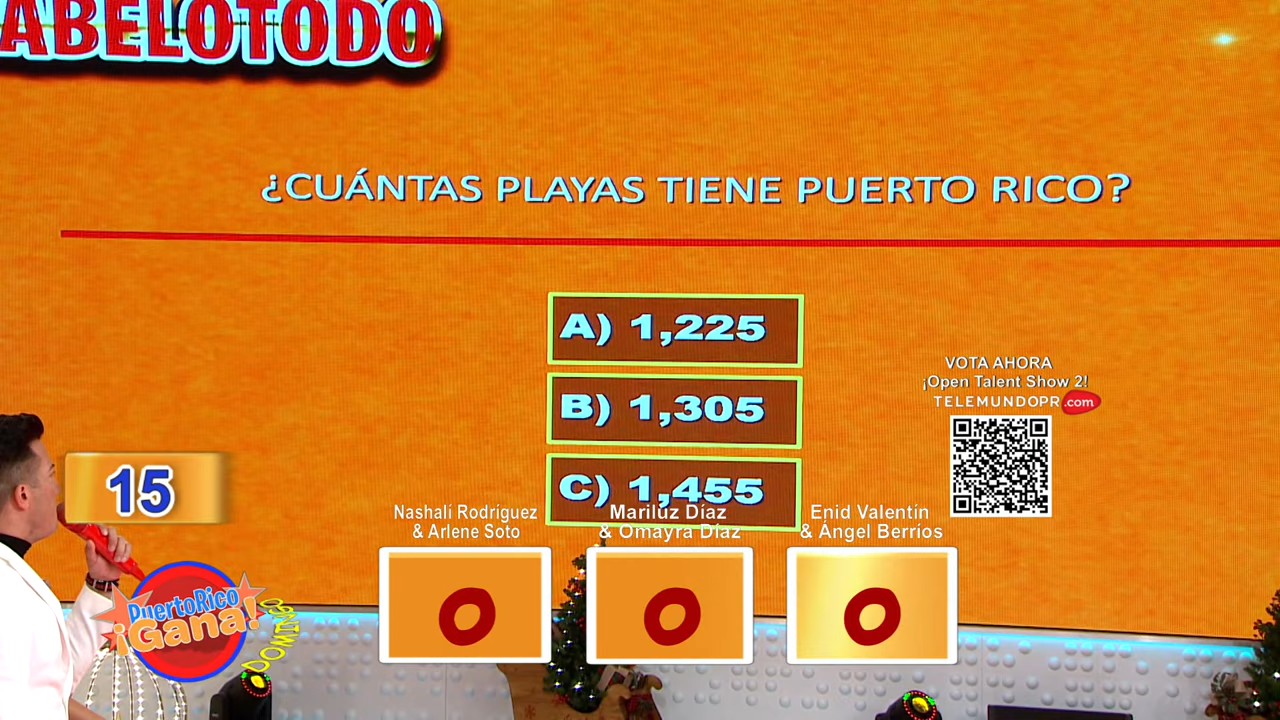 ABELOTODO
¿CUÁNTAS PLAYAS TIENE PUERTO RICO?
A) 1,225
B) 1,305
C) 1,455
VOTA AHORA
¡Open Talent Show 2!
TELEMUNDOPR.com
15
Nashalí Rodríguez
& Arlene Soto
Mariluz Díaz
& Omayra Díaz
Enid Valentín
& Ángel Berríos
0
0
0
PuertoRico
¡Gana!
DOMINGO